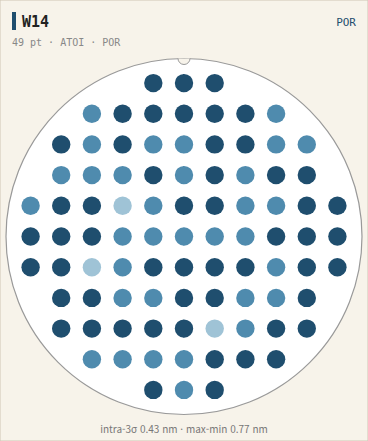 W14
POR
49 pt · ATOI · POR
intra-3σ 0.43 nm · max-min 0.77 nm